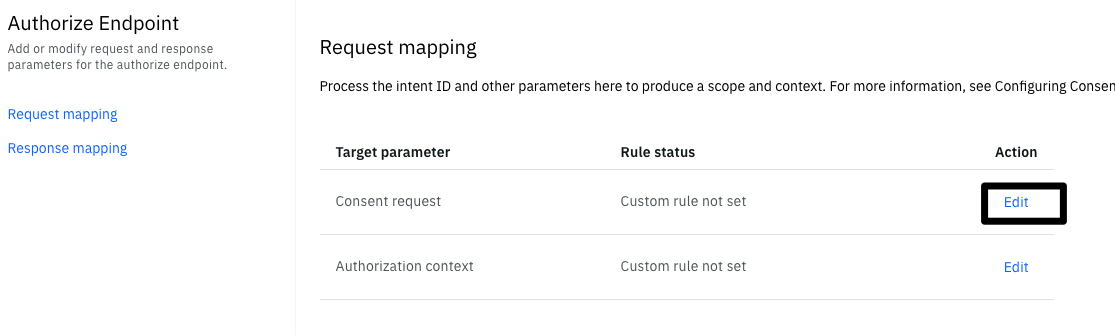 Authorize Endpoint
Add or modify request and response
parameters for the authorize endpoint.
Request mapping
Response mapping
Request mapping
Process the intent ID and other parameters here to produce a scope and context. For more information, see Configuring Consen
Target parameter Rule status Action
Consent request Custom rule not set Edit
Authorization context Custom rule not set Edit